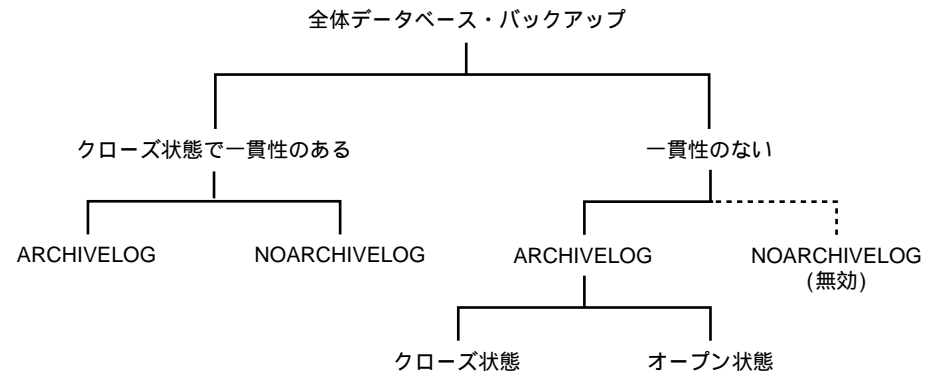 全体データベース・バックアップ
クローズ状態で一貫性のある
一貫性のない
ARCHIVELOG
NOARCHIVELOG
ARCHIVELOG
NOARCHIVELOG
(無効)
クローズ状態
オープン状態